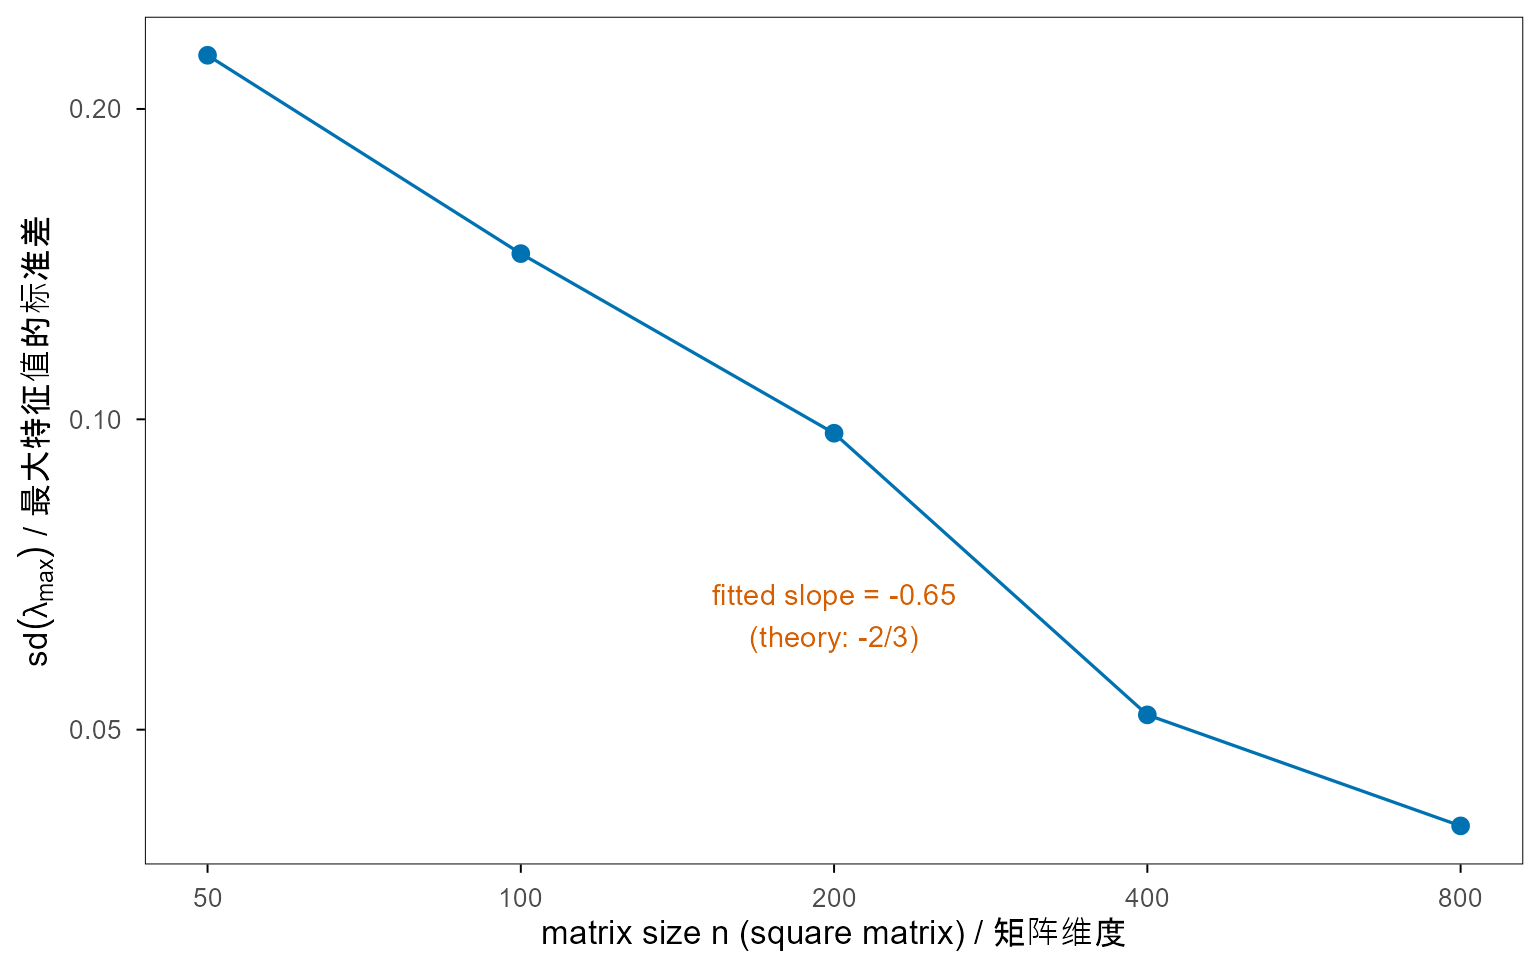 0.20
0.10
0.05
sd(λmax) / 最大特征值的标准差
fitted slope = -0.65
(theory: -2/3)
50 100 200 400 800
matrix size n (square matrix) / 矩阵维度